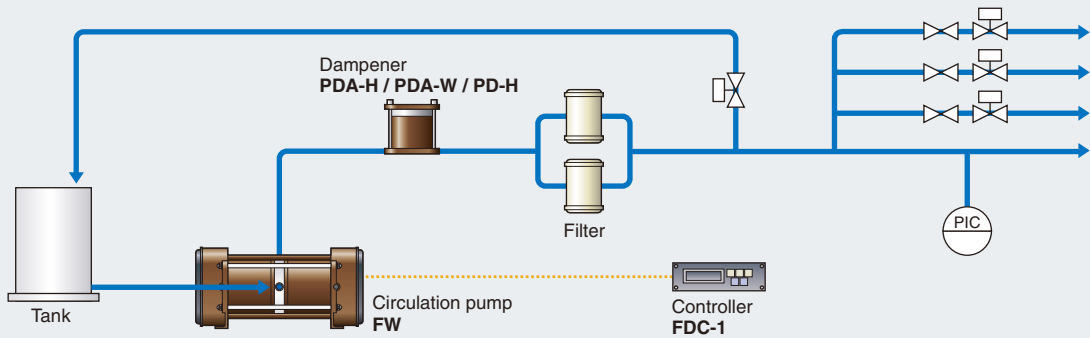 Dampener
PDA-H / PDA-W / PD-H
Filter
PIC
Tank
Circulation pump
FW
Controller
FDC-1